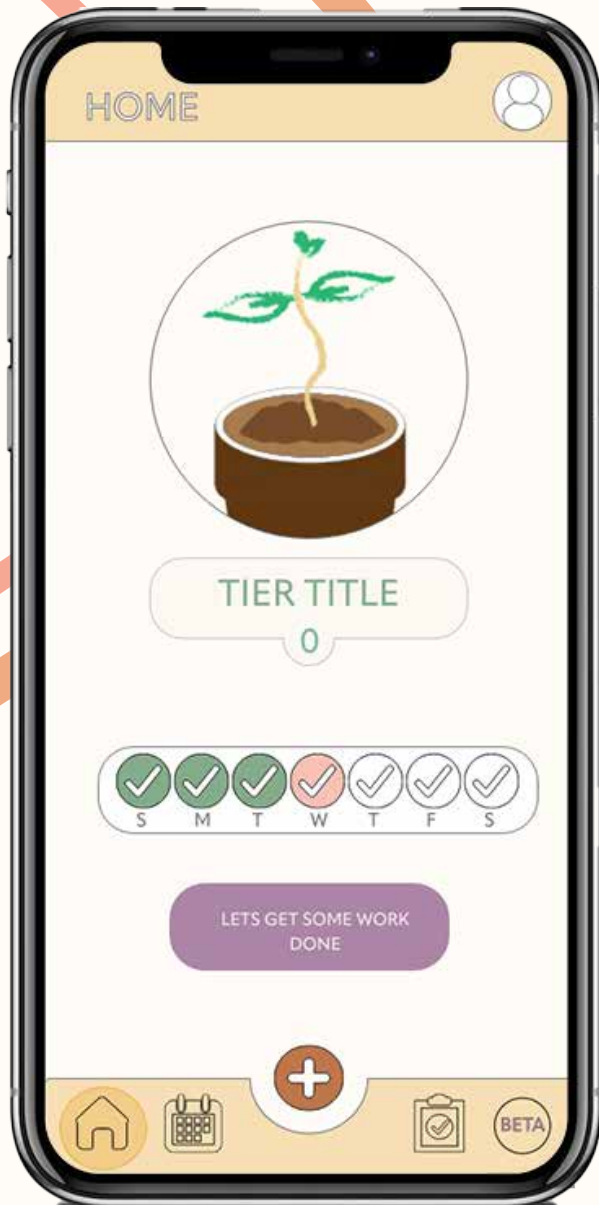 HOME
TIER TITLE
0
S M T W T F S
LETS GET SOME WORK
DONE
BETA